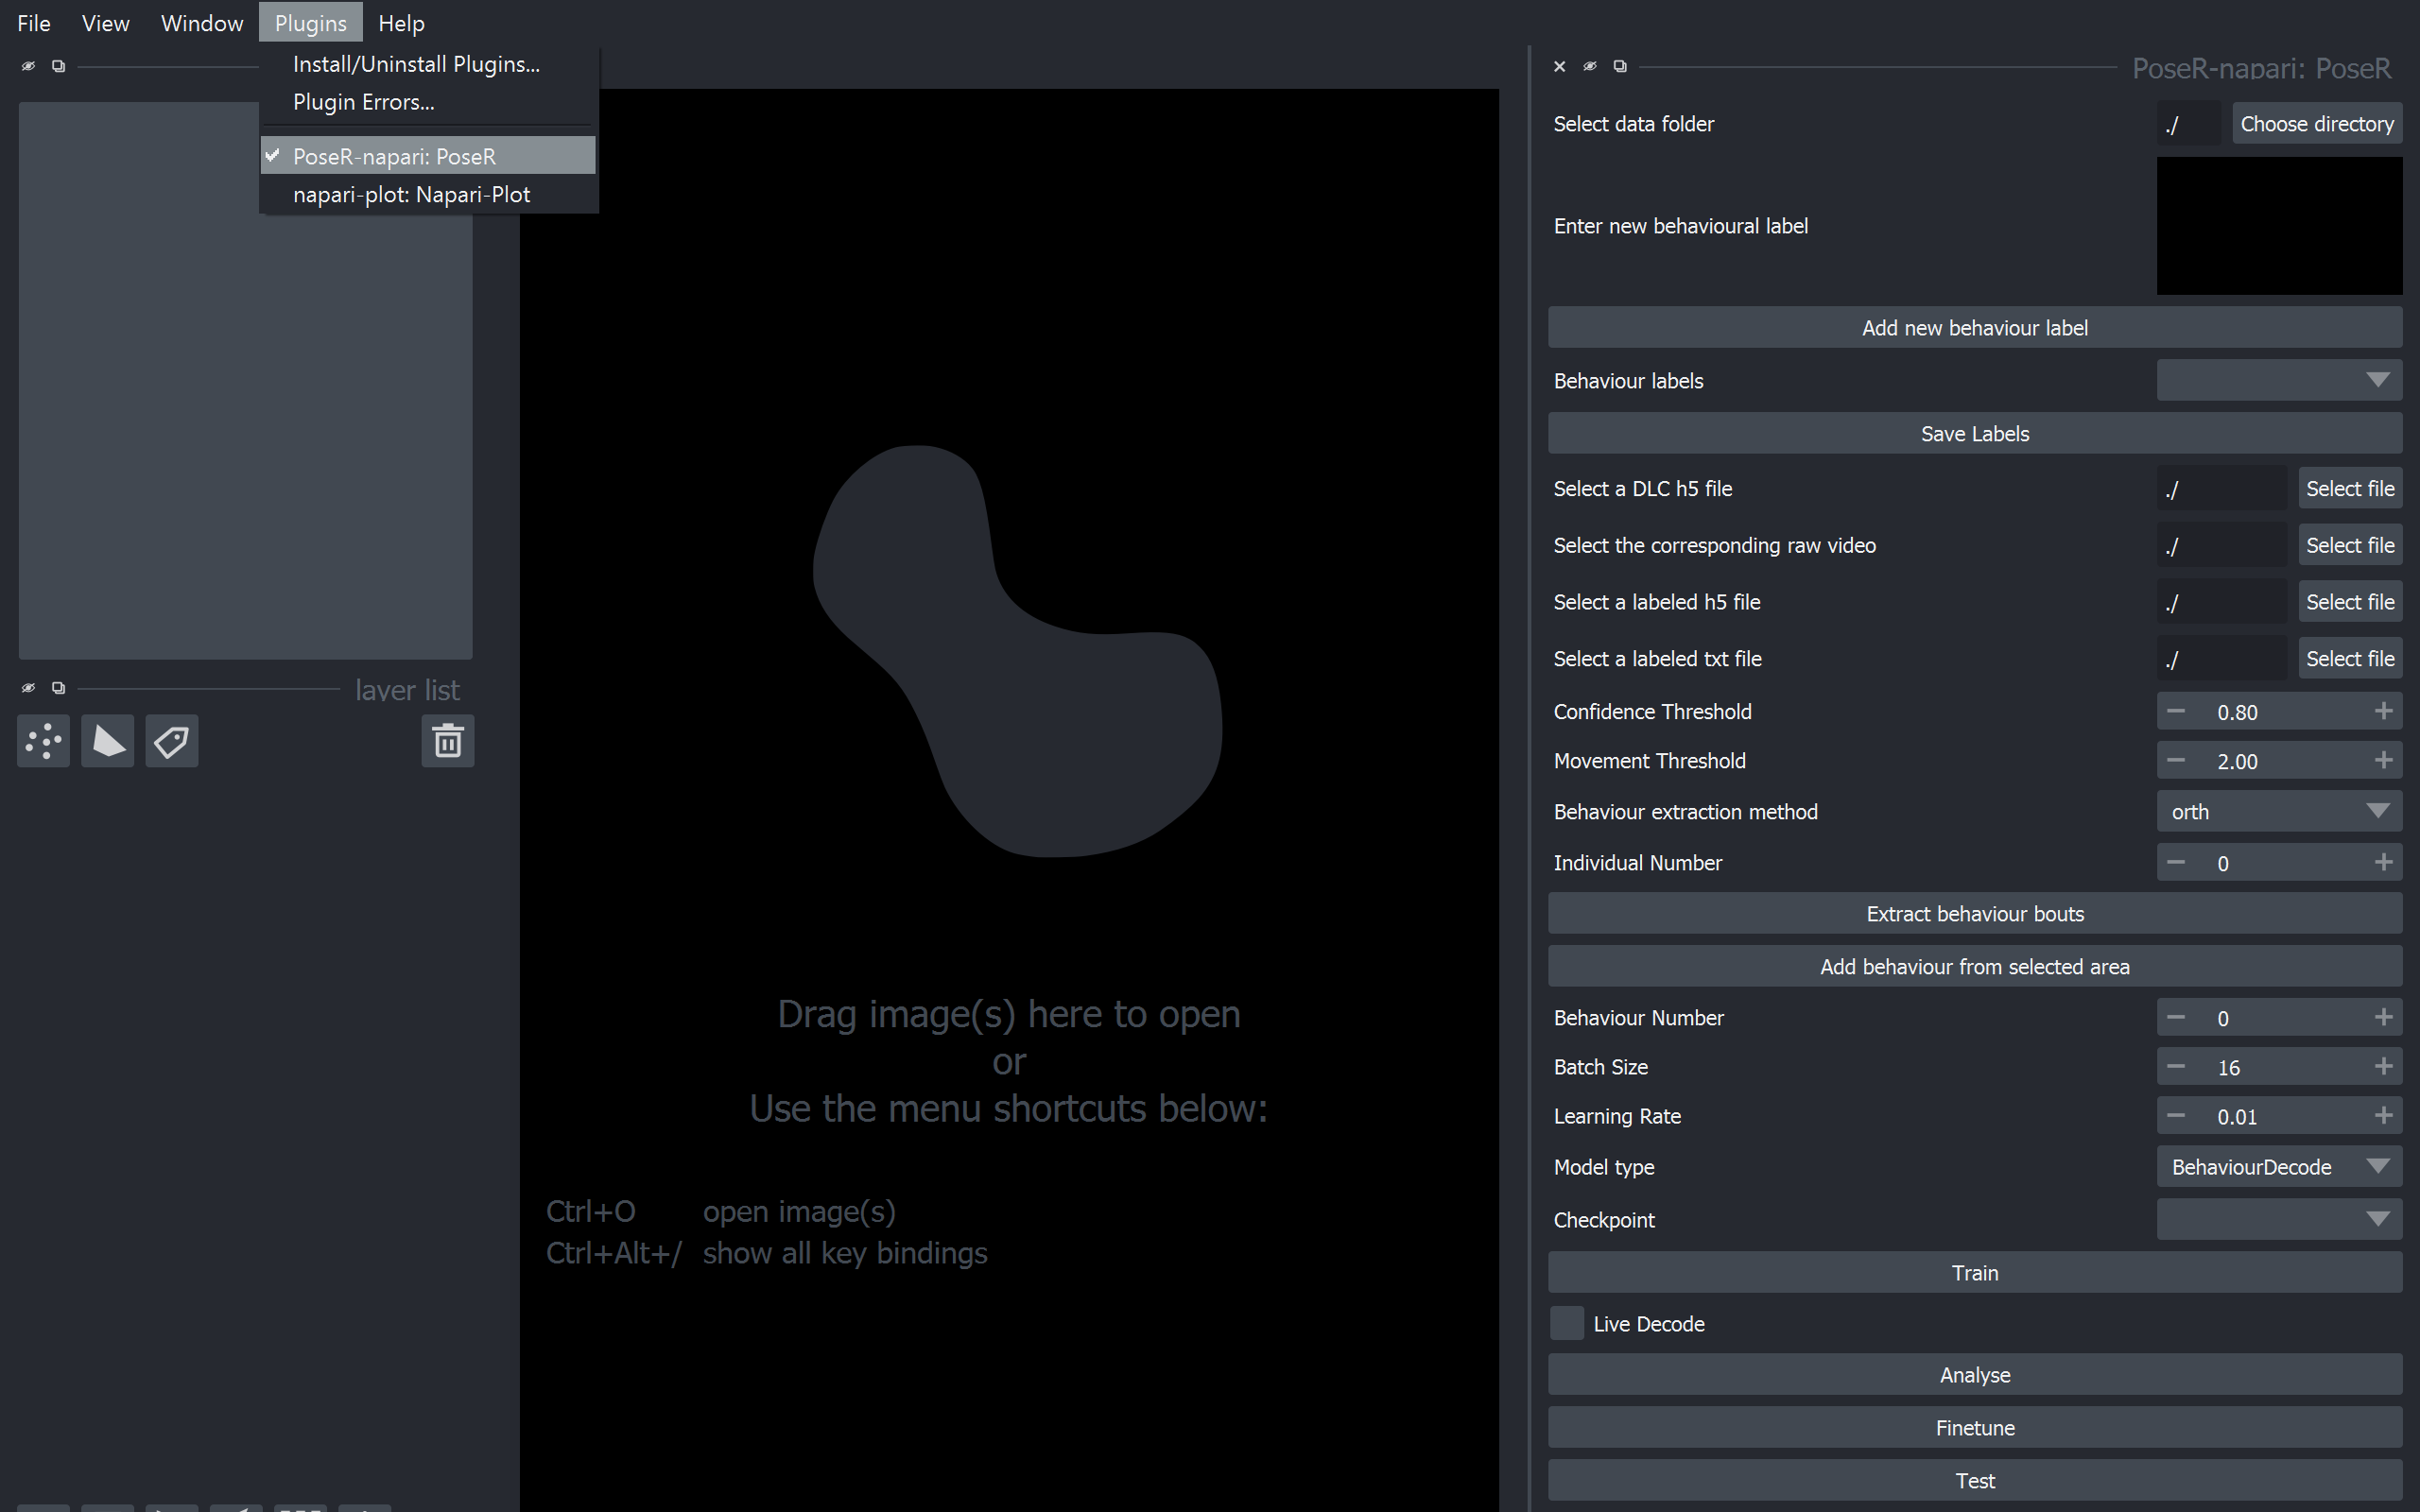 File View Window Plugins Help
Install/Uninstall Plugins...
Plugin Errors...
PoseR-napari: PoseR
napari-plot: Napari-Plot
layer list
Drag image(s) here to open
or
Use the menu shortcuts below:
Ctrl+O open image(s)
Ctrl+Alt+/ show all key bindings
PoseR-napari: PoseR
Select data folder ./ Choose directory
Enter new behavioural label
Add new behaviour label
Behaviour labels
Save Labels
Select a DLC h5 file ./ Select file
Select the corresponding raw video ./ Select file
Select a labeled h5 file ./ Select file
Select a labeled txt file ./ Select file
Confidence Threshold 0.80
Movement Threshold 2.00
Behaviour extraction method orth
Individual Number 0
Extract behaviour bouts
Add behaviour from selected area
Behaviour Number 0
Batch Size 16
Learning Rate 0.01
Model type BehaviourDecode
Checkpoint
Train
Live Decode
Analyse
Finetune
Test